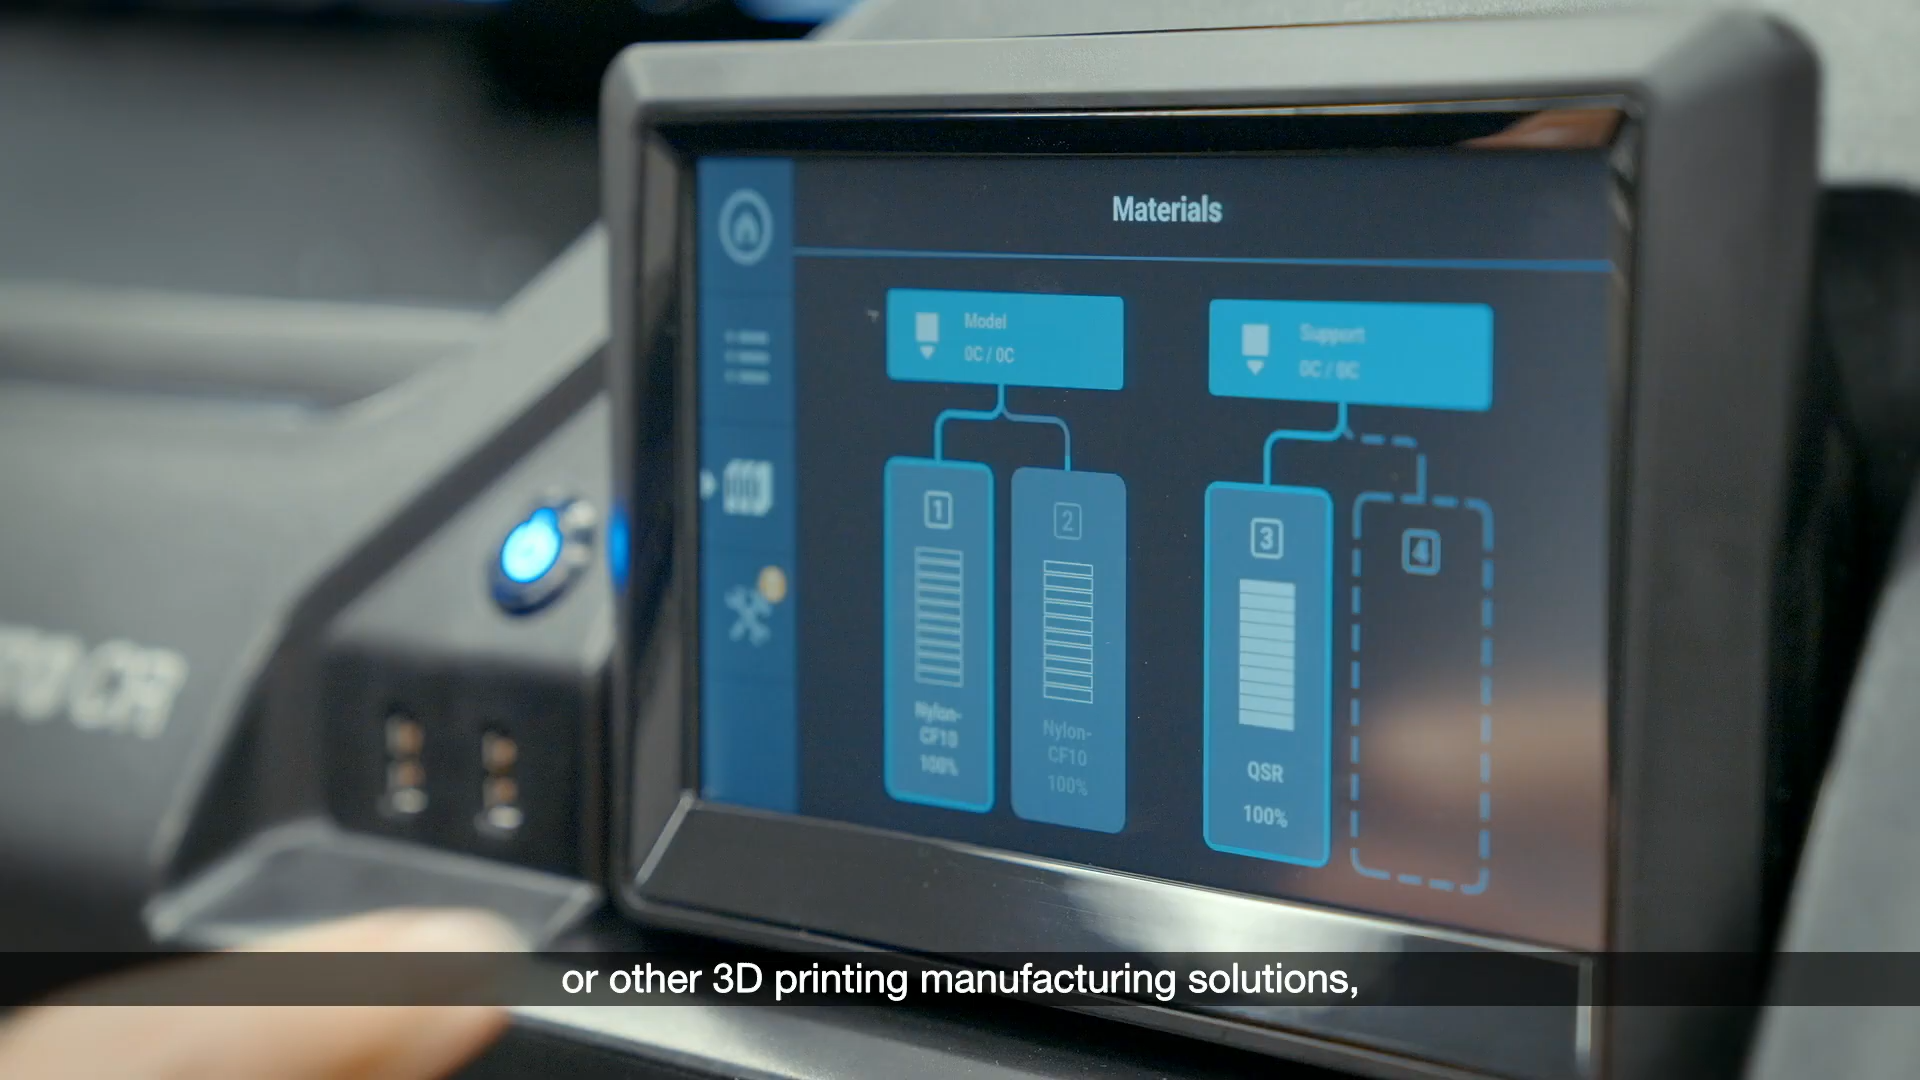 Materials
Model
0C / 0C
Support
0C / 0C
1
2
3
4
Nylon-
CF10
100%
Nylon-
CF10
100%
QSR
100%
CR
or other 3D printing manufacturing solutions,